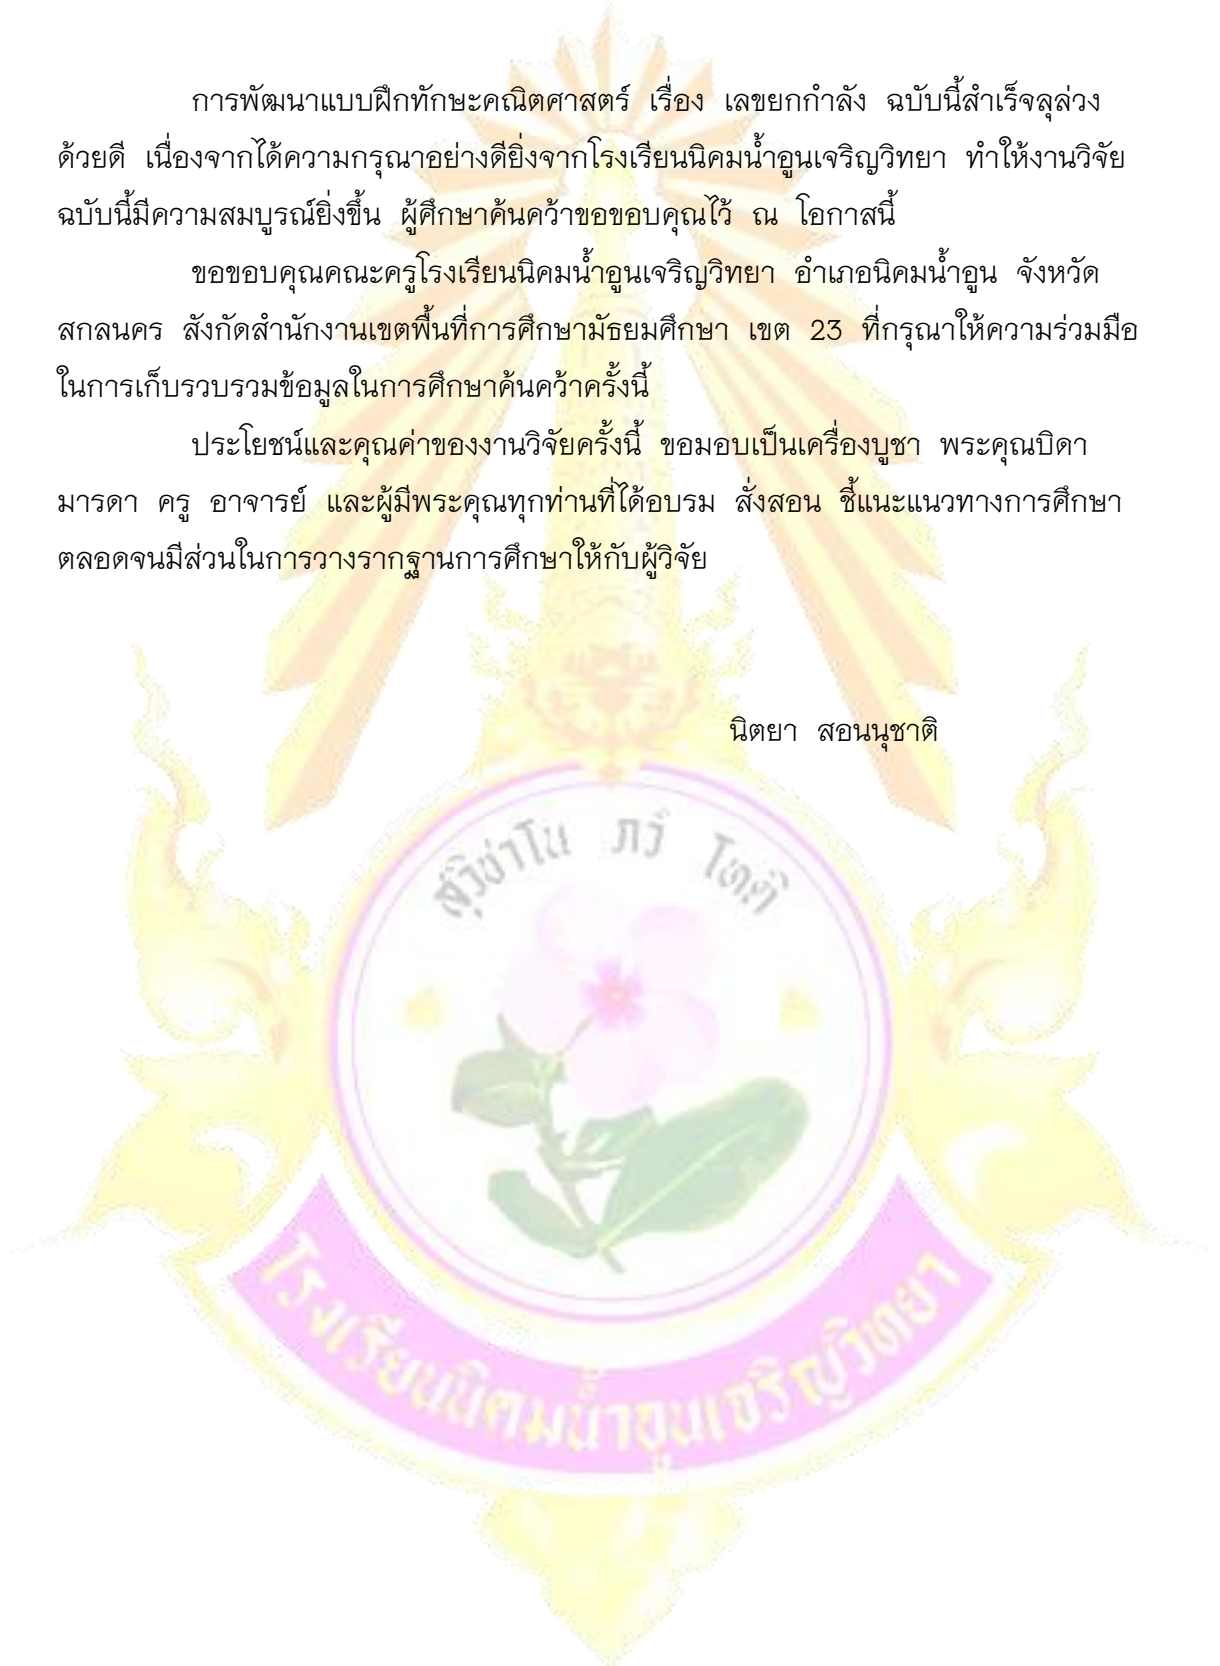 การพัฒนาแบบฝึกทักษะคณิตศาสตร์ เรื่อง เลขยกกำลัง ฉบับนี้สำเร็จลุล่วง
ด้วยดี เนื่องจากได้ความกรุณาอย่างดียิ่งจากโรงเรียนนิคมน้ำอูนเจริญวิทยา ทำให้งานวิจัย
ฉบับนี้มีความสมบูรณ์ยิ่งขึ้น ผู้ศึกษาค้นคว้าขอขอบคุณไว้ ณ โอกาสนี้
ขอขอบคุณคณะครูโรงเรียนนิคมน้ำอูนเจริญวิทยา อำเภอนิคมน้ำอูน จังหวัด
สกลนคร สังกัดสำนักงานเขตพื้นที่การศึกษามัธยมศึกษา เขต 23 ที่กรุณาให้ความร่วมมือ
ในการเก็บรวบรวมข้อมูลในการศึกษาค้นคว้าครั้งนี้
ประโยชน์และคุณค่าของงานวิจัยครั้งนี้ ขอมอบเป็นเครื่องบูชา พระคุณบิดา
มารดา ครู อาจารย์ และผู้มีพระคุณทุกท่านที่ได้อบรม สั่งสอน ชี้แนะแนวทางการศึกษา
ตลอดจนมีส่วนในการวางรากฐานการศึกษาให้กับผู้วิจัย
นิตยา สอนนุชาติ
สุวิชาโน ภวํ โหติ
โรงเรียนนิคมน้ำอูนเจริญวิทยา